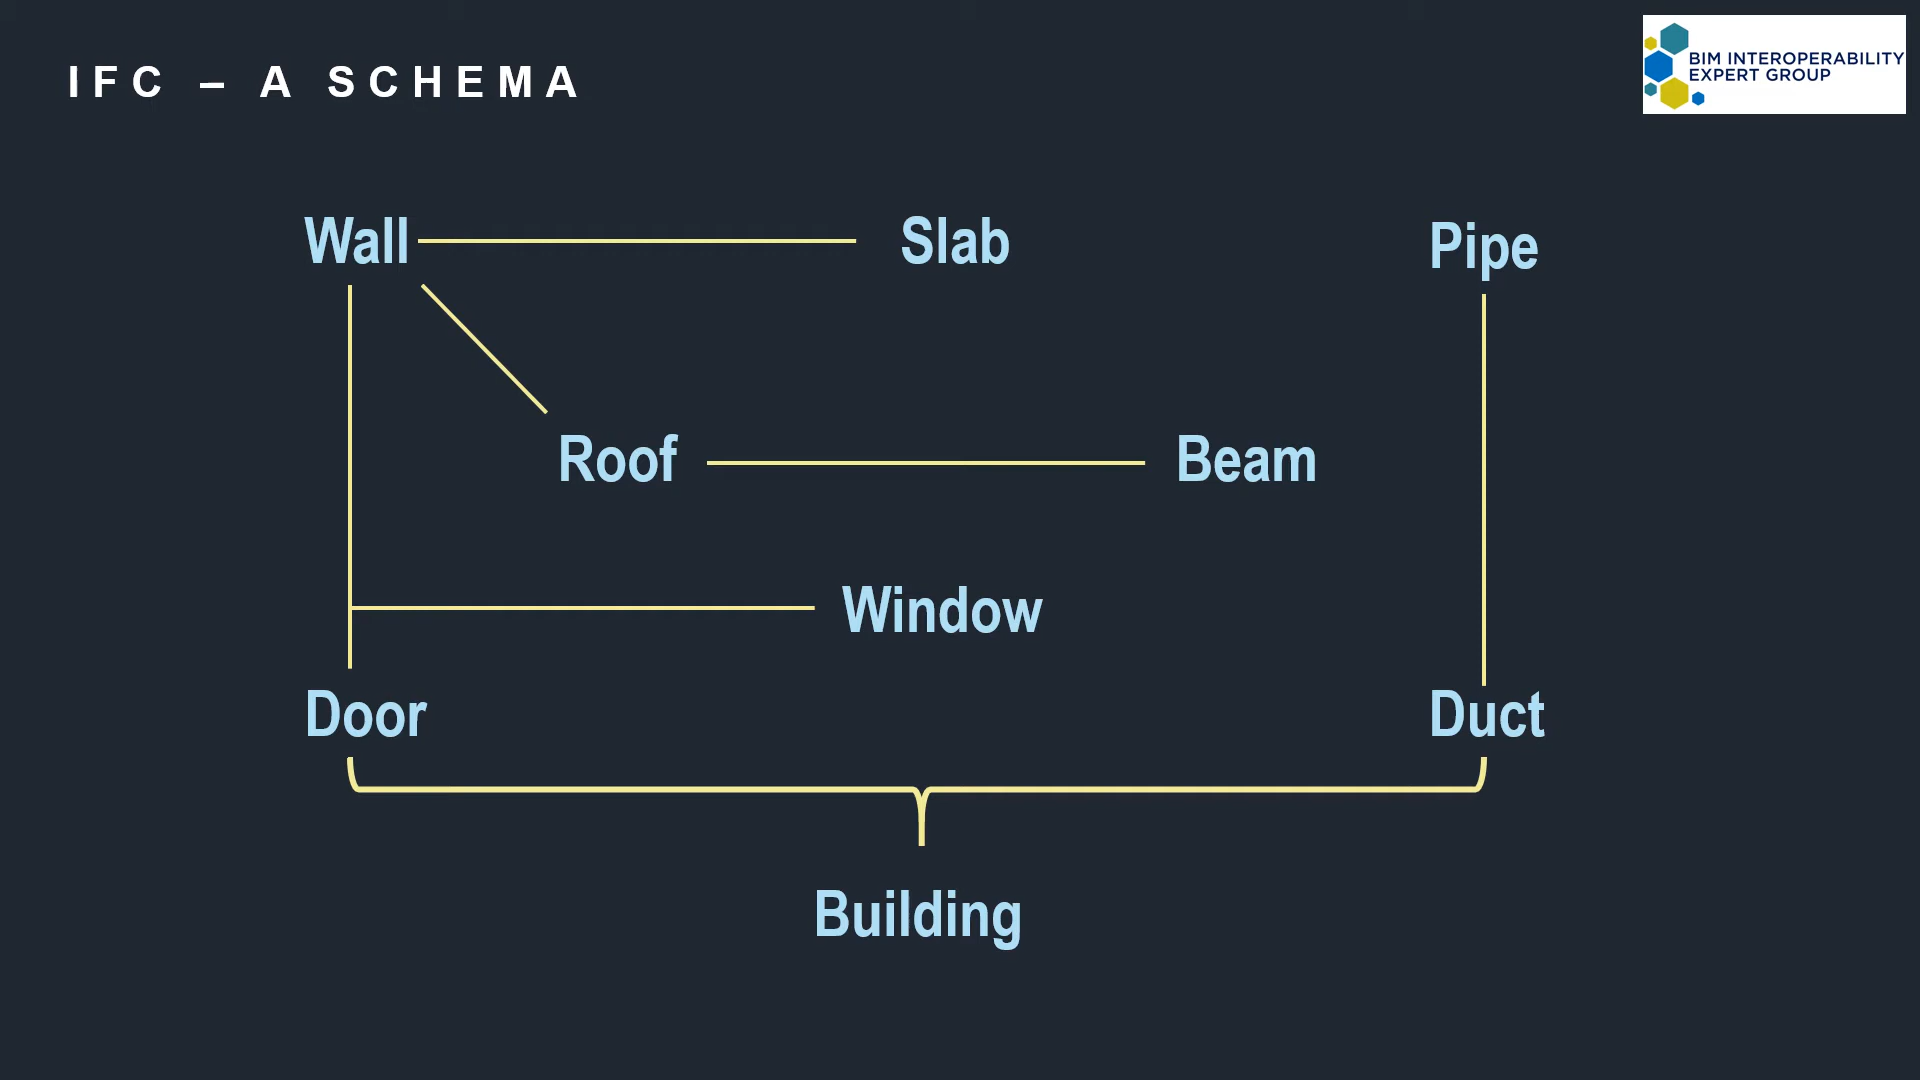 IFC – A SCHEMA
BIM INTEROPERABILITY
EXPERT GROUP
Wall
Slab
Pipe
Roof
Beam
Window
Door
Duct
Building